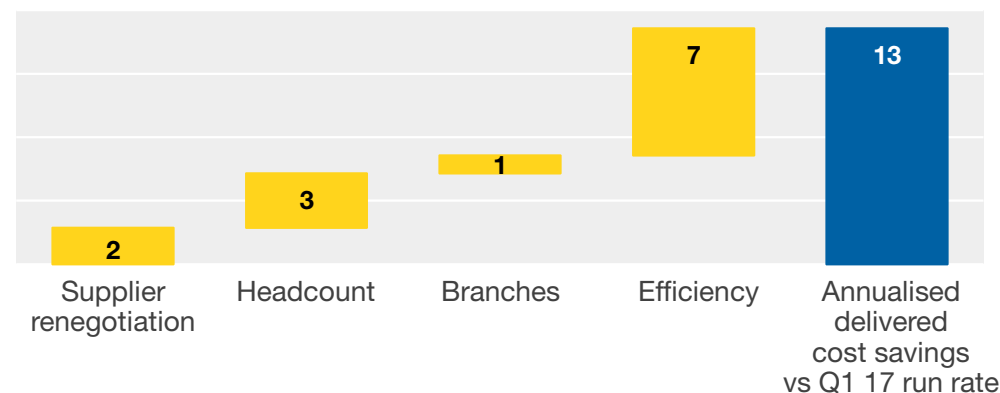 7
13
1
3
2
Supplier
renegotiation
Headcount
Branches
Efficiency
Annualised
delivered
cost savings
vs Q1 17 run rate